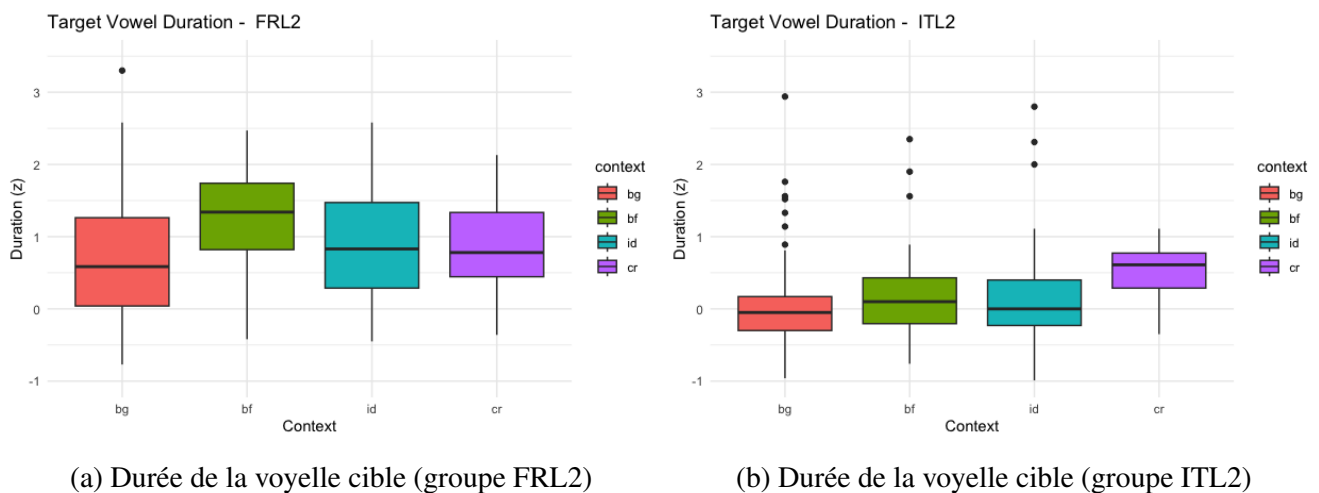 Target Vowel Duration -  FRL2
Duration (z)
3
2
1
0
-1
bg
bf
id
cr
Context
context
bg
bf
id
cr
(a) Durée de la voyelle cible (groupe FRL2)
Target Vowel Duration -  ITL2
Duration (z)
3
2
1
0
-1
bg
bf
id
cr
Context
context
bg
bf
id
cr
(b) Durée de la voyelle cible (groupe ITL2)